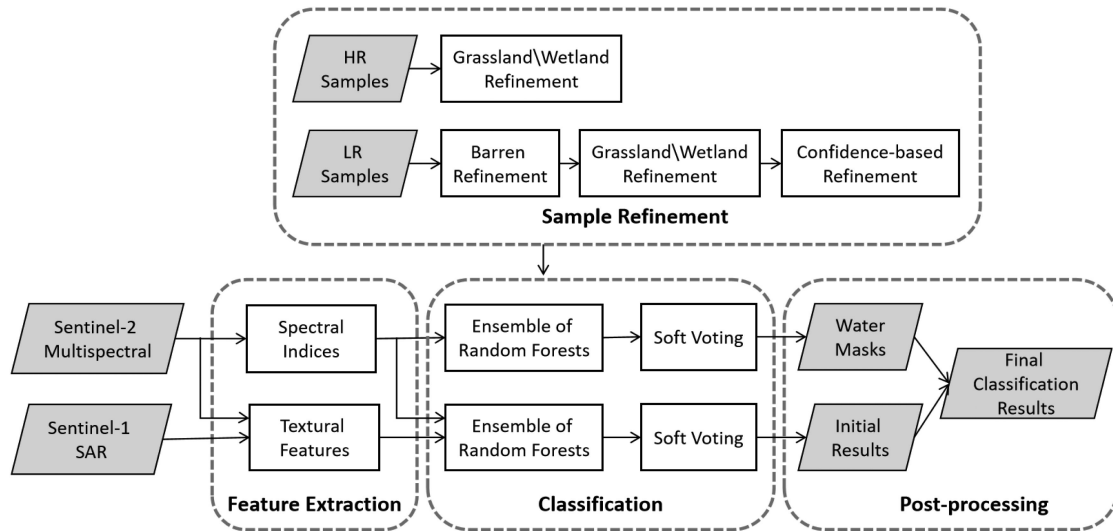 HR
Samples
Grassland\Wetland
Refinement
LR
Samples
Barren
Refinement
Grassland\Wetland
Refinement
Confidence-based
Refinement
Sample Refinement
Sentinel-2
Multispectral
Spectral
Indices
Ensemble of
Random Forests
Soft Voting
Water
Masks
Final
Classification
Results
Sentinel-1
SAR
Textural
Features
Ensemble of
Random Forests
Soft Voting
Initial
Results
Feature Extraction
Classification
Post-processing